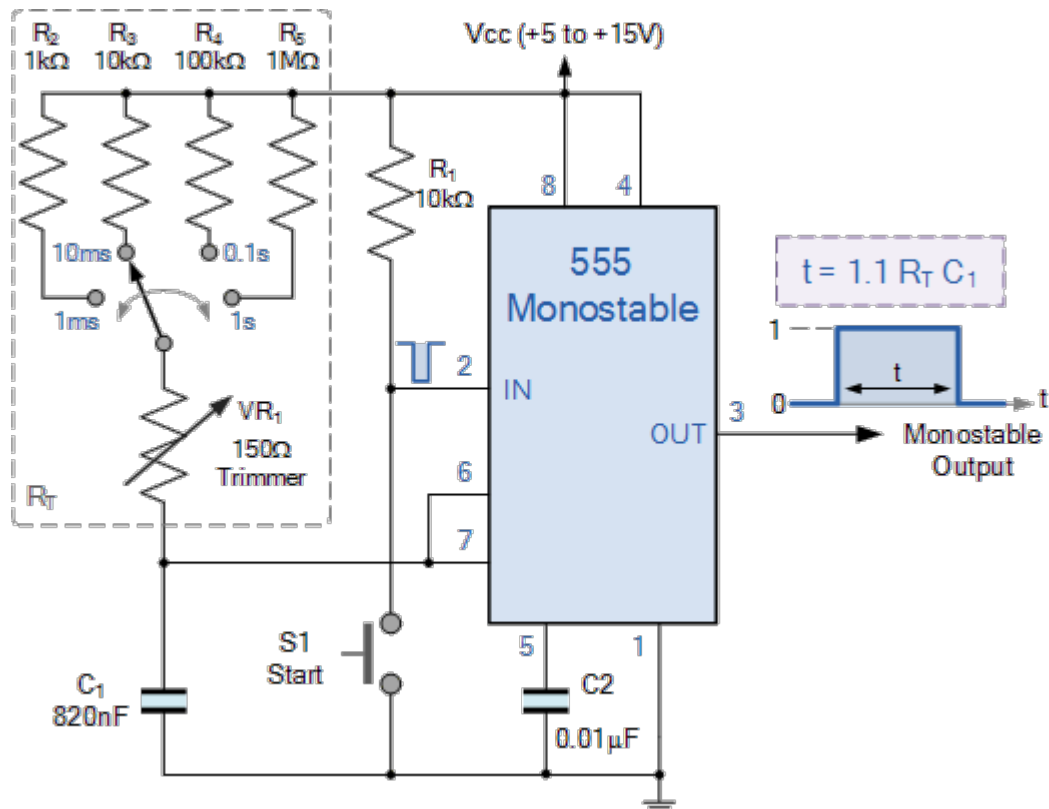 R₂
1kΩ
R₃
10kΩ
R₄
100kΩ
R₅
1MΩ
Vcc (+5 to +15V)
R₁
10kΩ
8
4
10ms
0.1s
1ms
1s
555
Monostable
t = 1.1 R_T C₁
2
IN
1
t
0
t
3
OUT
Monostable
Output
VR₁
150Ω
Trimmer
R_T
6
7
S1
Start
5
1
C₁
820nF
C2
0.01µF